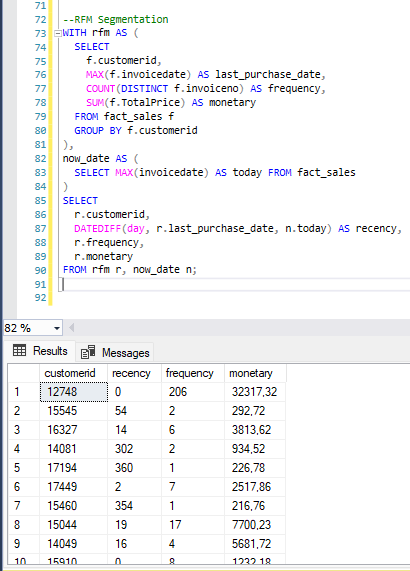 71
72 --RFM Segmentation
73 WITH rfm AS (
74 SELECT
75 f.customerid,
76 MAX(f.invoicedate) AS last_purchase_date,
77 COUNT(DISTINCT f.invoiceno) AS frequency,
78 SUM(f.TotalPrice) AS monetary
79 FROM fact_sales f
80 GROUP BY f.customerid
81 ),
82 now_date AS (
83 SELECT MAX(invoicedate) AS today FROM fact_sales
84 )
85 SELECT
86 r.customerid,
87 DATEDIFF(day, r.last_purchase_date, n.today) AS recency,
88 r.frequency,
89 r.monetary
90 FROM rfm r, now_date n;
91
92
82 %
Results Messages
customerid recency frequency monetary
1 12748 0 206 32317,32
2 15545 54 2 292,72
3 16327 14 6 3813,62
4 14081 302 2 934,52
5 17194 360 1 226,78
6 17449 2 7 2517,86
7 15460 354 1 216,76
8 15044 19 17 7700,23
9 14049 16 4 5681,72
10 15910 0 8 1232,18